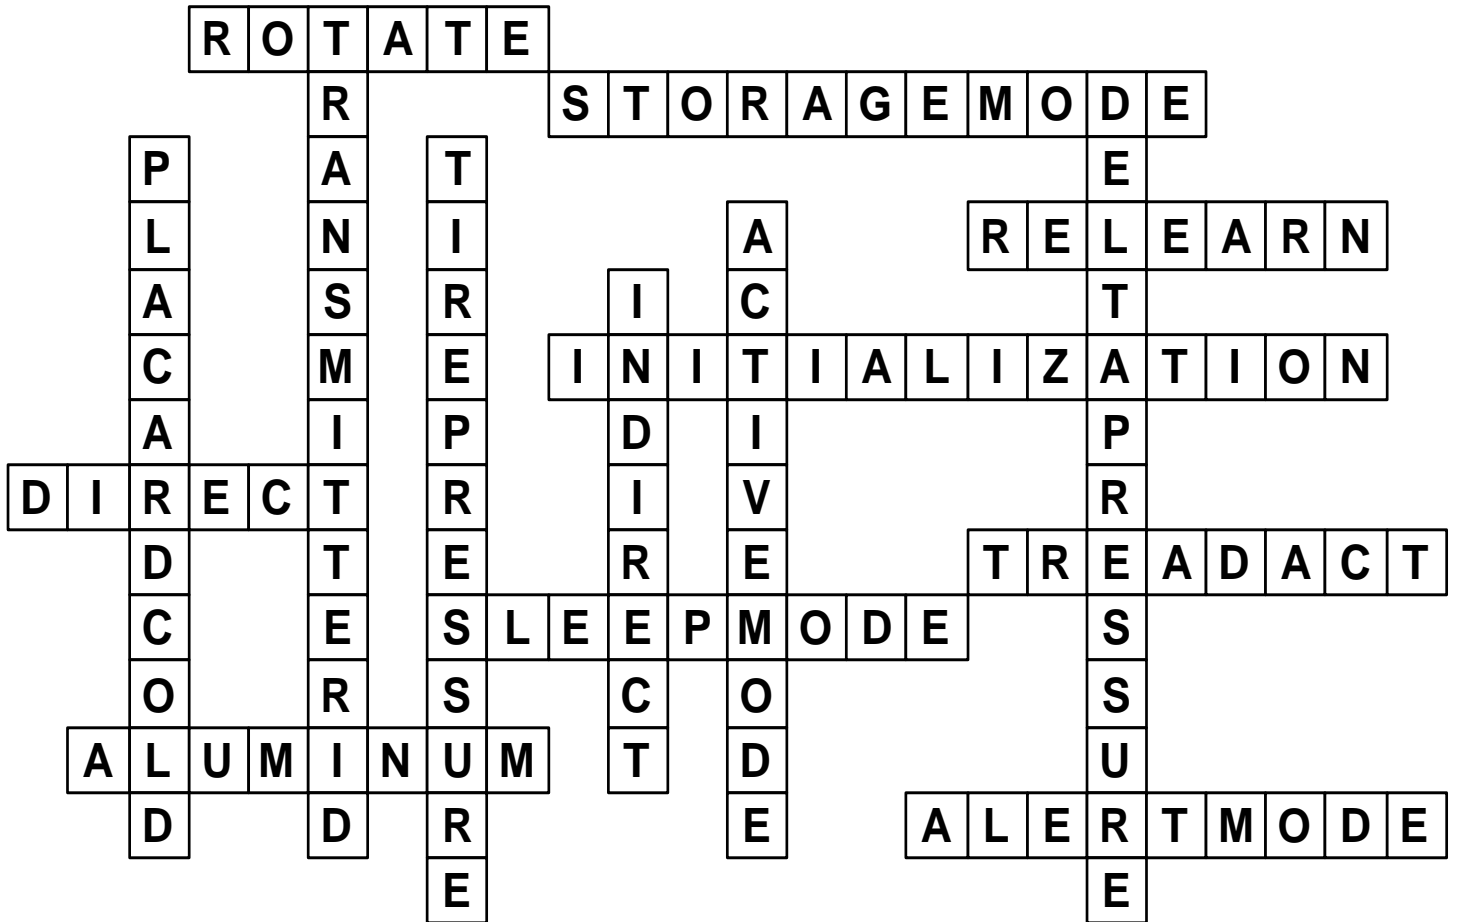 ROTATE
TRANSMITTERID
STORAGEMODE
DELTAPRESSURE
PLACARDCOLD
TIREPRESSURE
ACTIVEMODE
RELEARN
INDIRECT
INITIALIZATION
DIRECT
TREADACT
SLEEPMODE
ALUMINUM
ALERTMODE